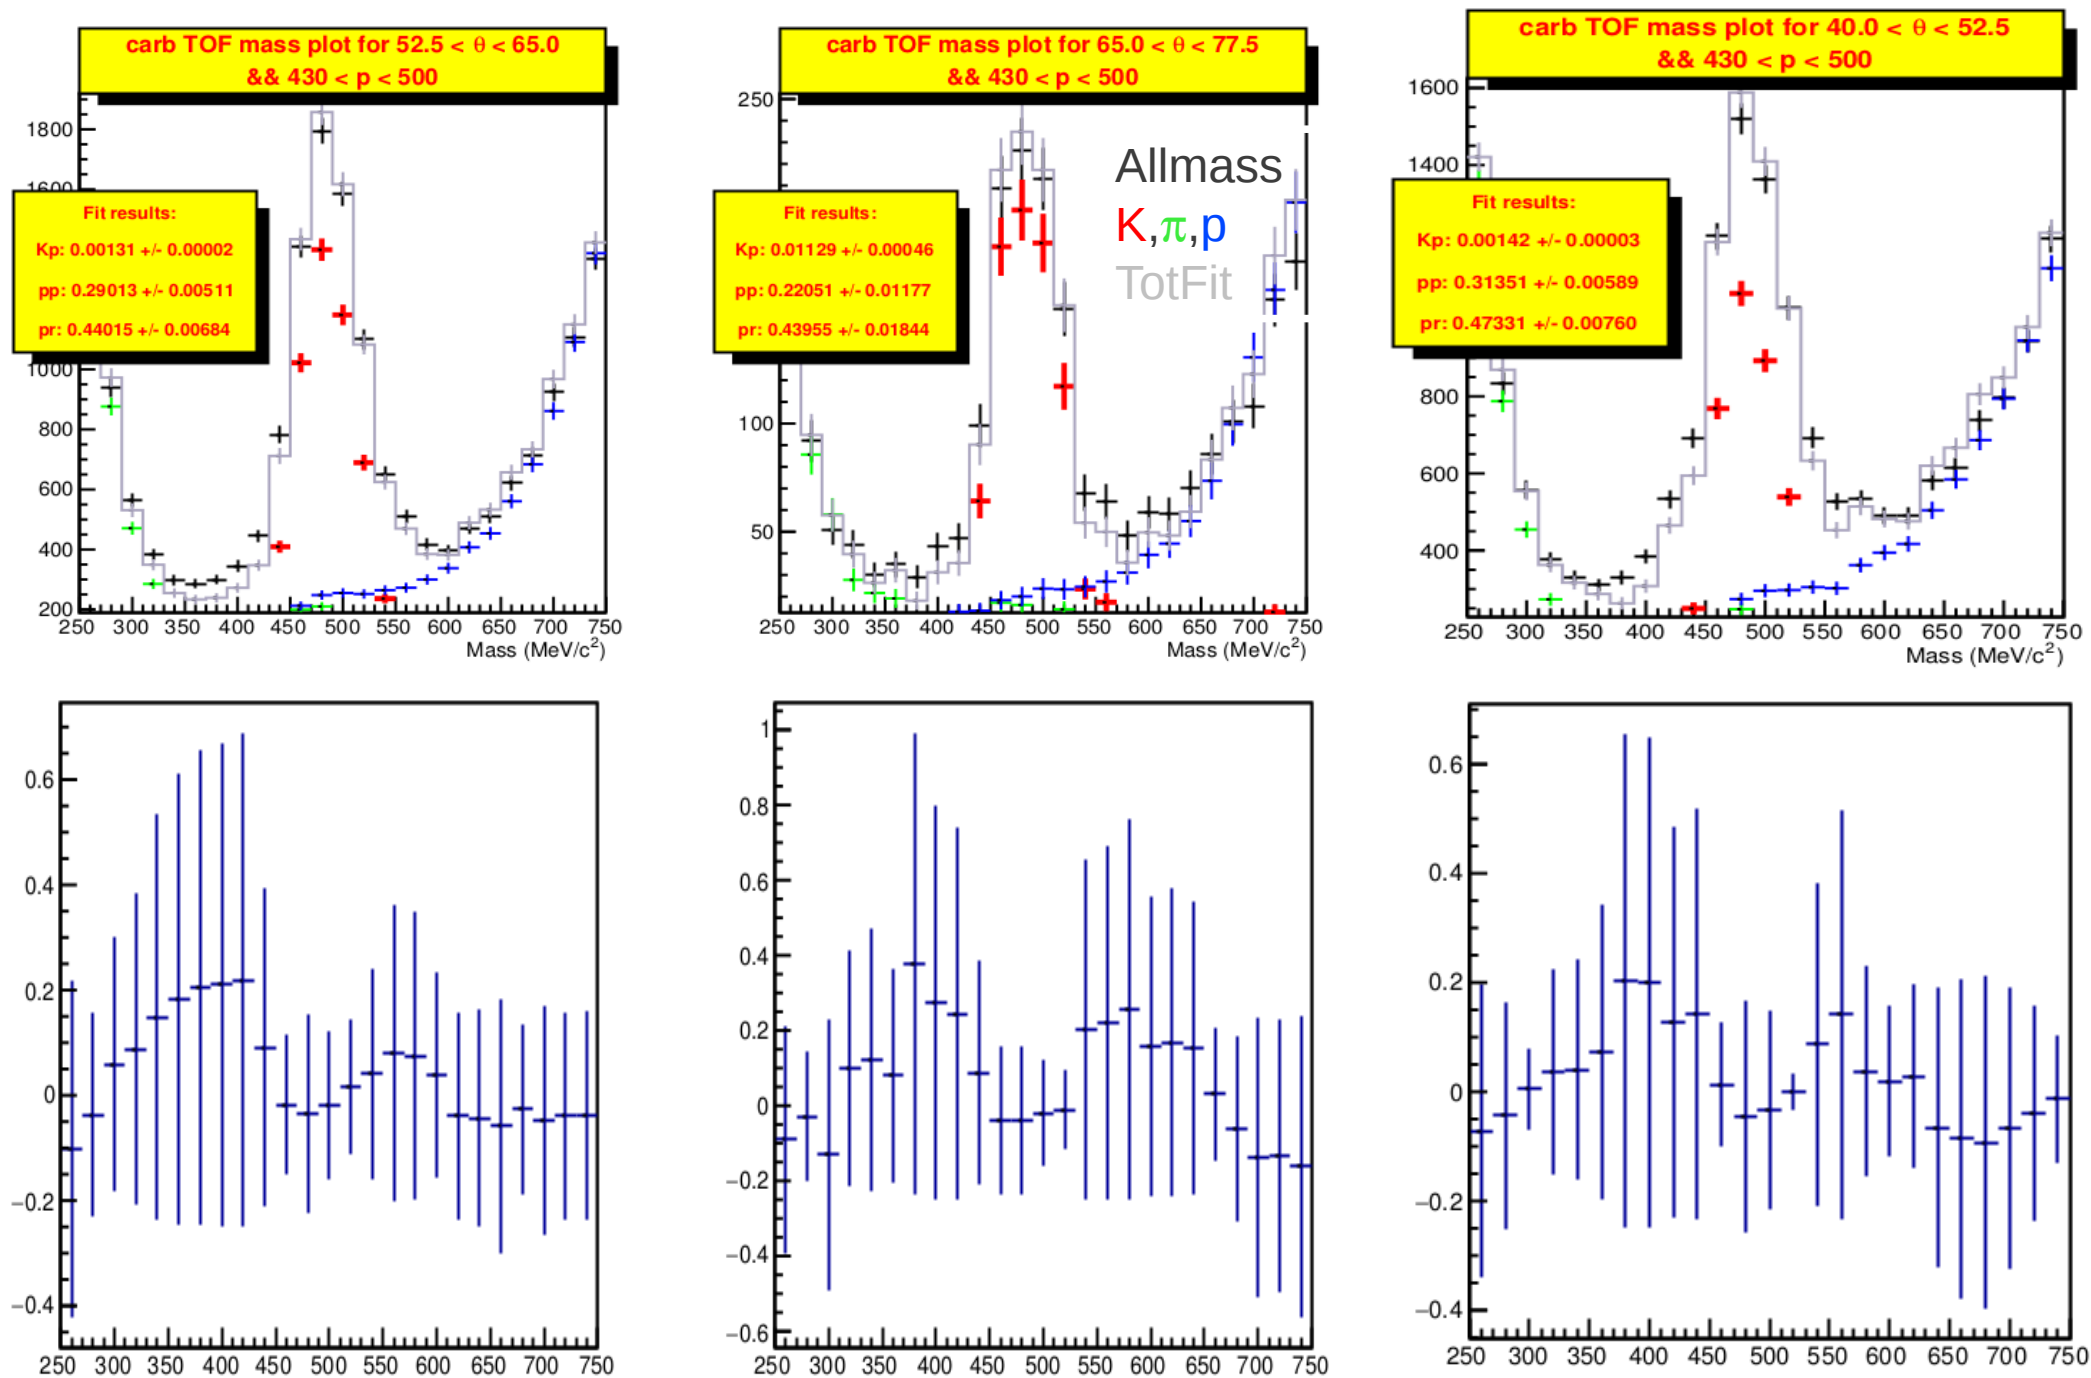 carb TOF mass plot for 52.5 < θ < 65.0
&& 430 < p < 500
1800
1600
Fit results:
Kp: 0.00131 +/- 0.00002
pp: 0.29013 +/- 0.00511
pr: 0.44015 +/- 0.00684
1000
800
600
400
200
250 300 350 400 450 500 550 600 650 700 750
Mass (MeV/c²)
carb TOF mass plot for 65.0 < θ < 77.5
&& 430 < p < 500
250
Allmass
K,π,p
TotFit
Fit results:
Kp: 0.01129 +/- 0.00046
pp: 0.22051 +/- 0.01177
pr: 0.43955 +/- 0.01844
100
50
250 300 350 400 450 500 550 600 650 700 750
Mass (MeV/c²)
carb TOF mass plot for 40.0 < θ < 52.5
&& 430 < p < 500
1600
1400
Fit results:
Kp: 0.00142 +/- 0.00003
pp: 0.31351 +/- 0.00589
pr: 0.47331 +/- 0.00760
800
600
400
250 300 350 400 450 500 550 600 650 700 750
Mass (MeV/c²)
0.6
0.4
0.2
0
−0.2
−0.4
250 300 350 400 450 500 550 600 650 700 750
1
0.8
0.6
0.4
0.2
0
−0.2
−0.4
−0.6
250 300 350 400 450 500 550 600 650 700 750
0.6
0.4
0.2
0
−0.2
−0.4
250 300 350 400 450 500 550 600 650 700 750